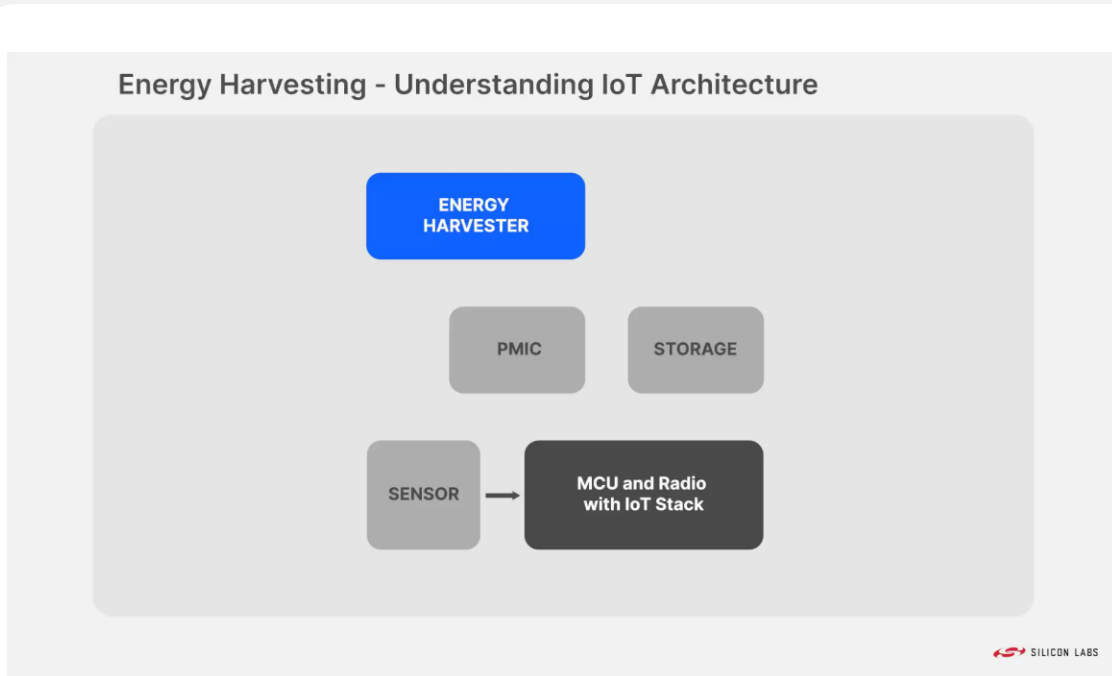 Energy Harvesting - Understanding IoT Architecture
ENERGY
HARVESTER
PMIC
STORAGE
SENSOR
MCU and Radio
with IoT Stack
SILICON LABS